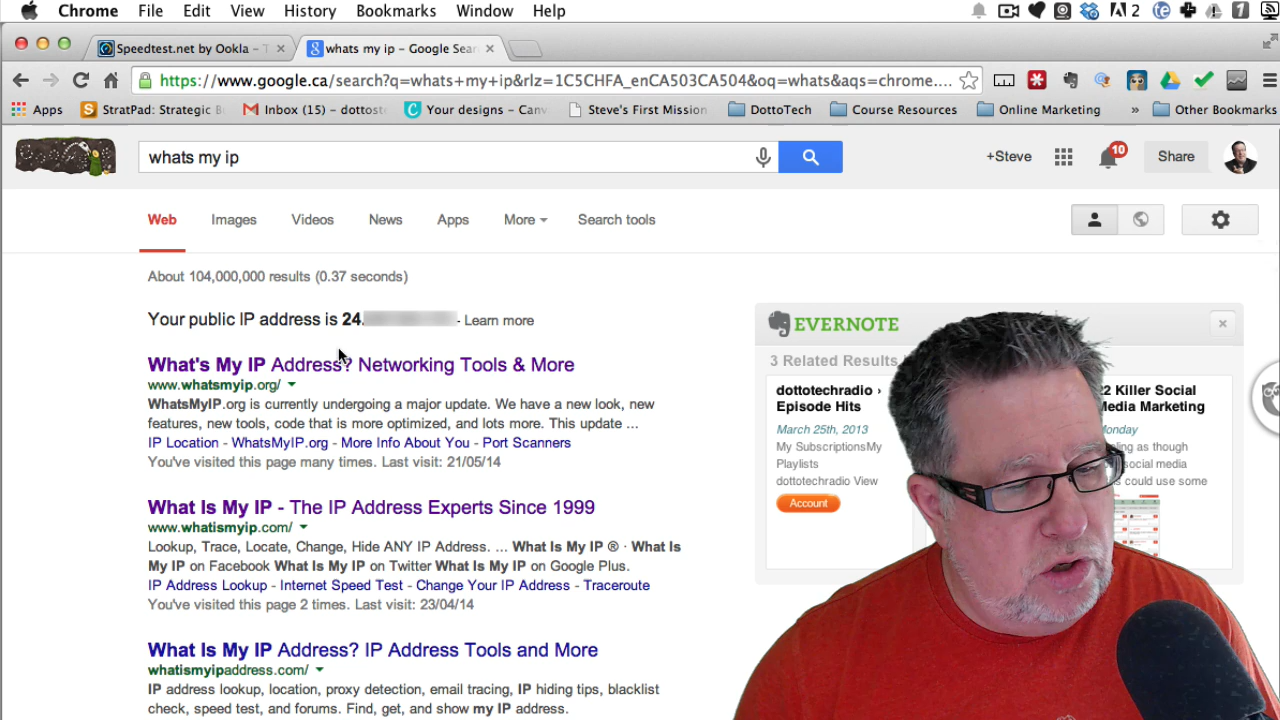 Chrome File Edit View History Bookmarks Window Help 2 1
Speedtest.net by Ookla – T whats my ip – Google Sear
https://www.google.ca/search?q=whats+my+ip&rlz=1C5CHFA_enCA503CA504&oq=whats&aqs=chrome....
Apps StratPad: Strategic Bu Inbox (15) – dottoste Your designs – Canv Steve's First Mission DottoTech Course Resources Online Marketing » Other Bookmarks
whats my ip +Steve 10 Share
Web Images Videos News Apps More Search tools
About 104,000,000 results (0.37 seconds)
Your public IP address is 24. - Learn more
What's My IP Address? Networking Tools & More
www.whatsmyip.org/
WhatsMyIP.org is currently undergoing a major update. We have a new look, new
features, new tools, code that is more optimized, and lots more. This update ...
IP Location - WhatsMyIP.org - More Info About You - Port Scanners
You've visited this page many times. Last visit: 21/05/14
What Is My IP - The IP Address Experts Since 1999
www.whatismyip.com/
Lookup, Trace, Locate, Change, Hide ANY IP Address. ... What Is My IP ® · What Is
My IP on Facebook What Is My IP on Twitter What Is My IP on Google Plus.
IP Address Lookup - Internet Speed Test - Change Your IP Address - Traceroute
You've visited this page 2 times. Last visit: 23/04/14
What Is My IP Address? IP Address Tools and More
whatismyipaddress.com/
IP address lookup, location, proxy detection, email tracing, IP hiding tips, blacklist
check, speed test, and forums. Find, get, and show my IP address.
EVERNOTE
3 Related Results
dottotechradio ›
Episode Hits
March 25th, 2013
My SubscriptionsMy
Playlists
dottotechradio View
Account
2 Killer Social
Media Marketing
Monday
ling as though
social media
s could use some